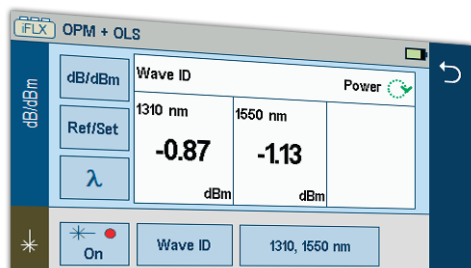 iFLX OPM + OLS
dB/dBm
dB/dBm
Wave ID
Power
Ref/Set
λ
1310 nm
-0.87
dBm
1550 nm
-1.13
dBm
On
Wave ID
1310, 1550 nm